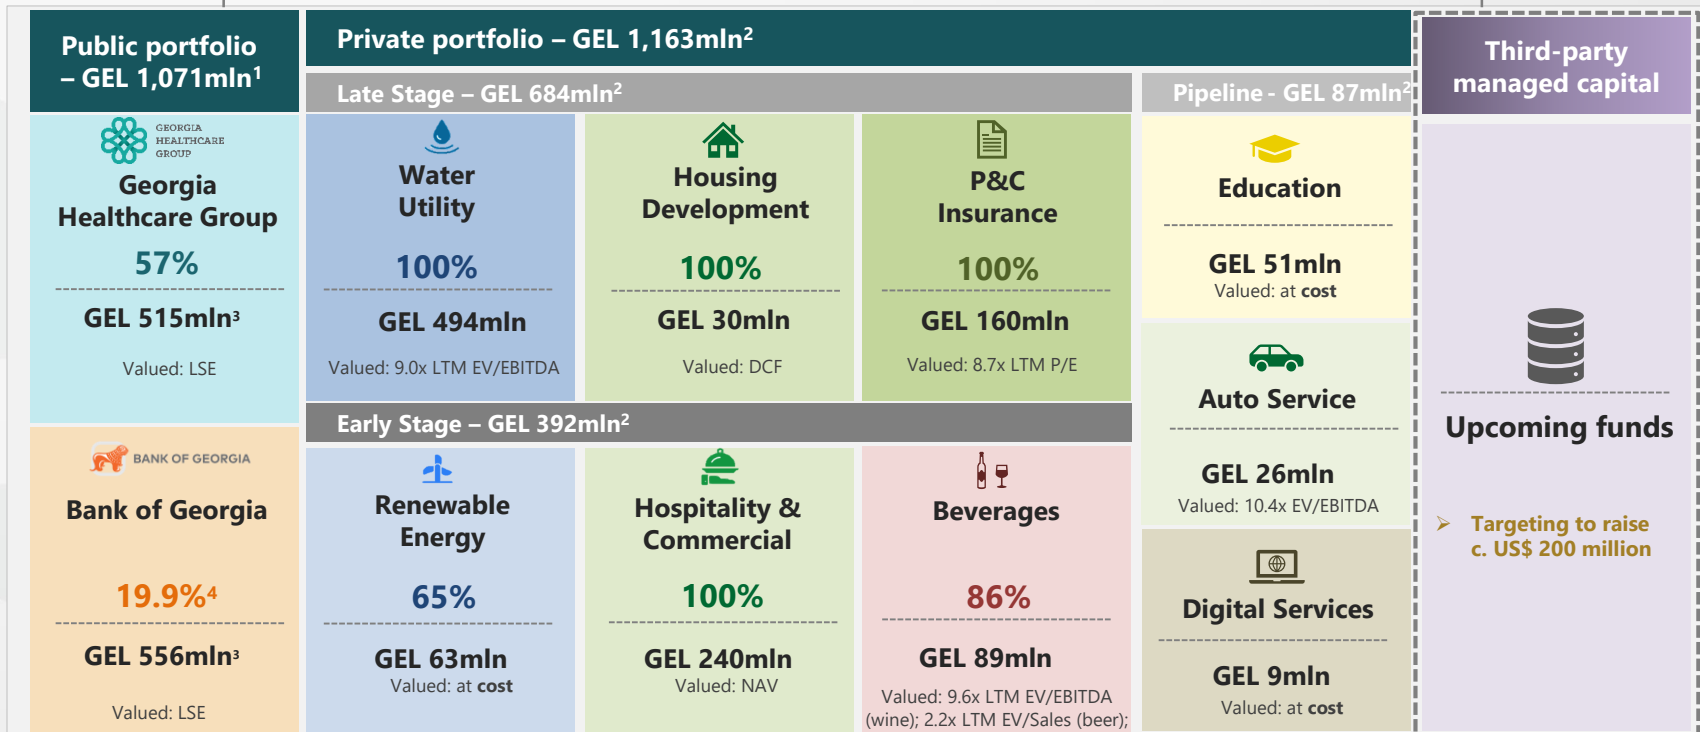 Public portfolio
– GEL 1,071mln¹
GEORGIA
HEALTHCARE
GROUP
Georgia
Healthcare Group
57%
GEL 515mln³
Valued: LSE
BANK OF GEORGIA
Bank of Georgia
19.9%⁴
GEL 556mln³
Valued: LSE
Private portfolio – GEL 1,163mln²
Late Stage – GEL 684mln²
Water
Utility
100%
GEL 494mln
Valued: 9.0x LTM EV/EBITDA
Housing
Development
100%
GEL 30mln
Valued: DCF
P&C
Insurance
100%
GEL 160mln
Valued: 8.7x LTM P/E
Early Stage – GEL 392mln²
Renewable
Energy
65%
GEL 63mln
Valued: at cost
Hospitality &
Commercial
100%
GEL 240mln
Valued: NAV
Beverages
86%
GEL 89mln
Valued: 9.6x LTM EV/EBITDA
(wine); 2.2x LTM EV/Sales (beer);
Pipeline - GEL 87mln²
Education
GEL 51mln
Valued: at cost
Auto Service
GEL 26mln
Valued: 10.4x EV/EBITDA
Digital Services
GEL 9mln
Valued: at cost
Third-party
managed capital
Upcoming funds
➢ Targeting to raise
c. US$ 200 million